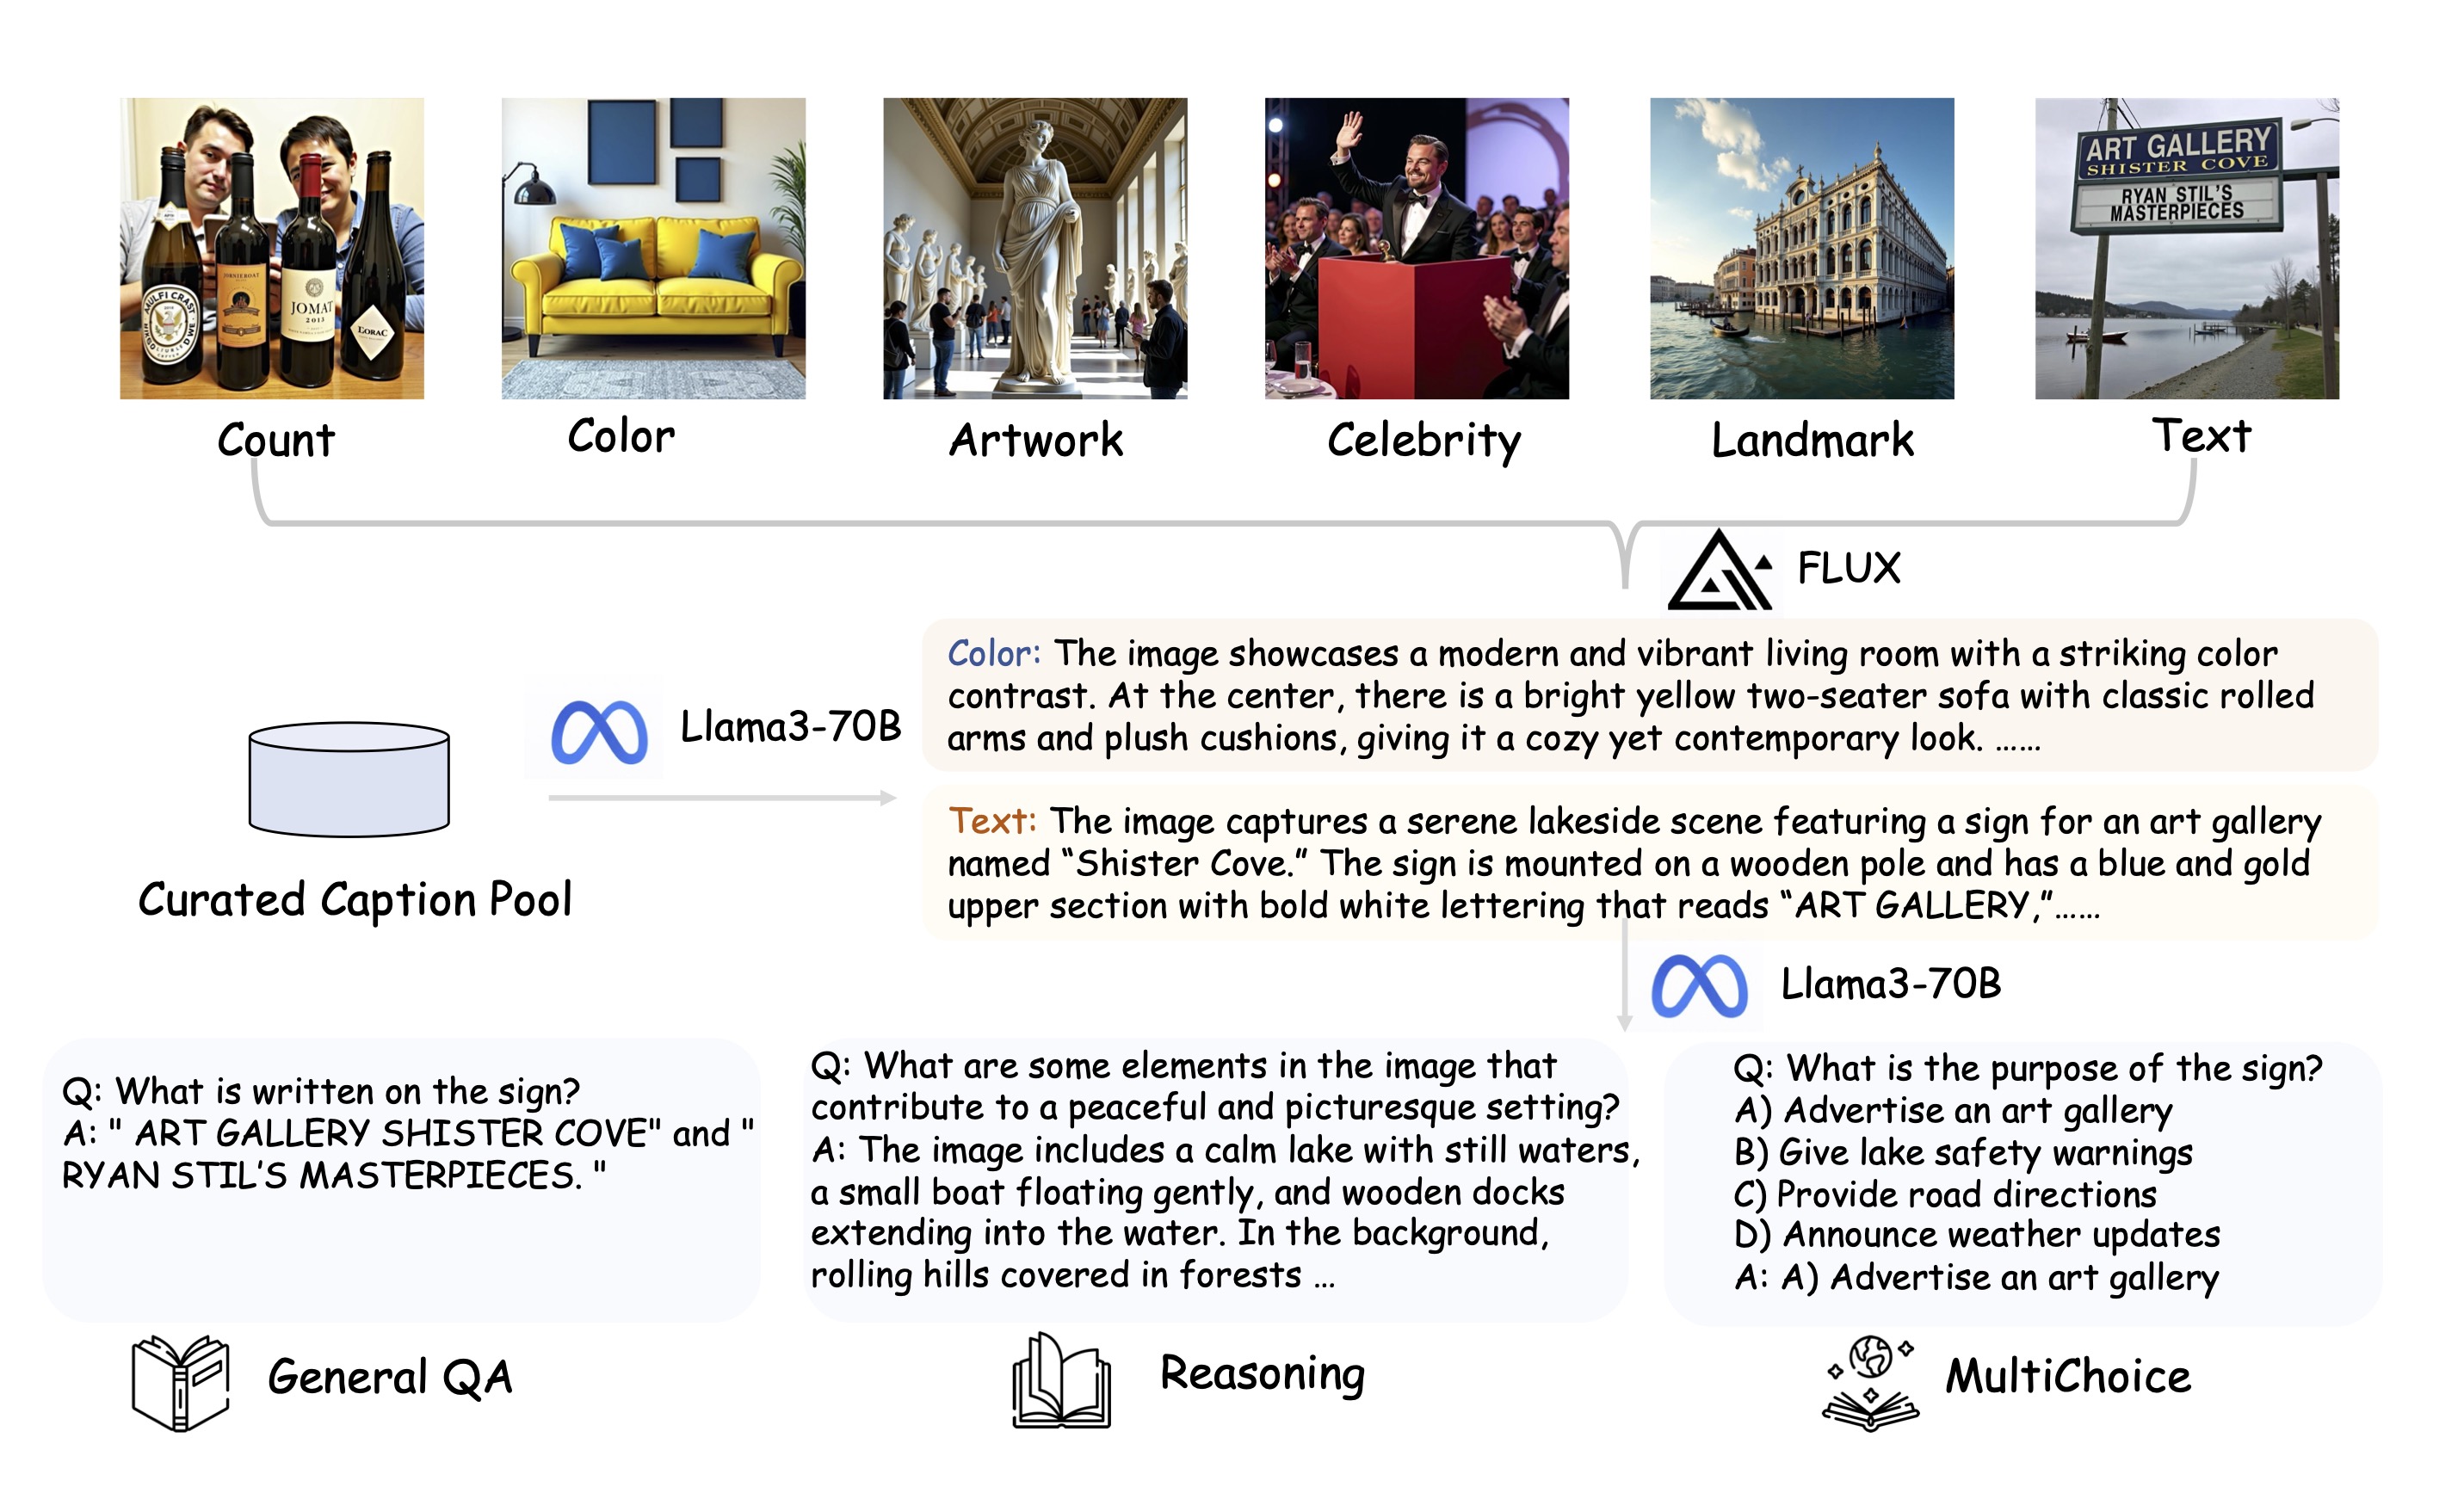 MULFI CRAST
JORNIEROAT
JOMAT
2013
L'ORAC
ART GALLERY
SHISTER COVE
RYAN STIL'S
MASTERPIECES
Count
Color
Artwork
Celebrity
Landmark
Text
FLUX
Llama3-70B
Curated Caption Pool
Color: The image showcases a modern and vibrant living room with a striking color
contrast. At the center, there is a bright yellow two-seater sofa with classic rolled
arms and plush cushions, giving it a cozy yet contemporary look. ......
Text: The image captures a serene lakeside scene featuring a sign for an art gallery
named “Shister Cove.” The sign is mounted on a wooden pole and has a blue and gold
upper section with bold white lettering that reads “ART GALLERY,”......
Llama3-70B
Q: What is written on the sign?
A: " ART GALLERY SHISTER COVE" and "
RYAN STIL’S MASTERPIECES. "
General QA
Q: What are some elements in the image that
contribute to a peaceful and picturesque setting?
A: The image includes a calm lake with still waters,
a small boat floating gently, and wooden docks
extending into the water. In the background,
rolling hills covered in forests ...
Reasoning
Q: What is the purpose of the sign?
A) Advertise an art gallery
B) Give lake safety warnings
C) Provide road directions
D) Announce weather updates
A: A) Advertise an art gallery
MultiChoice